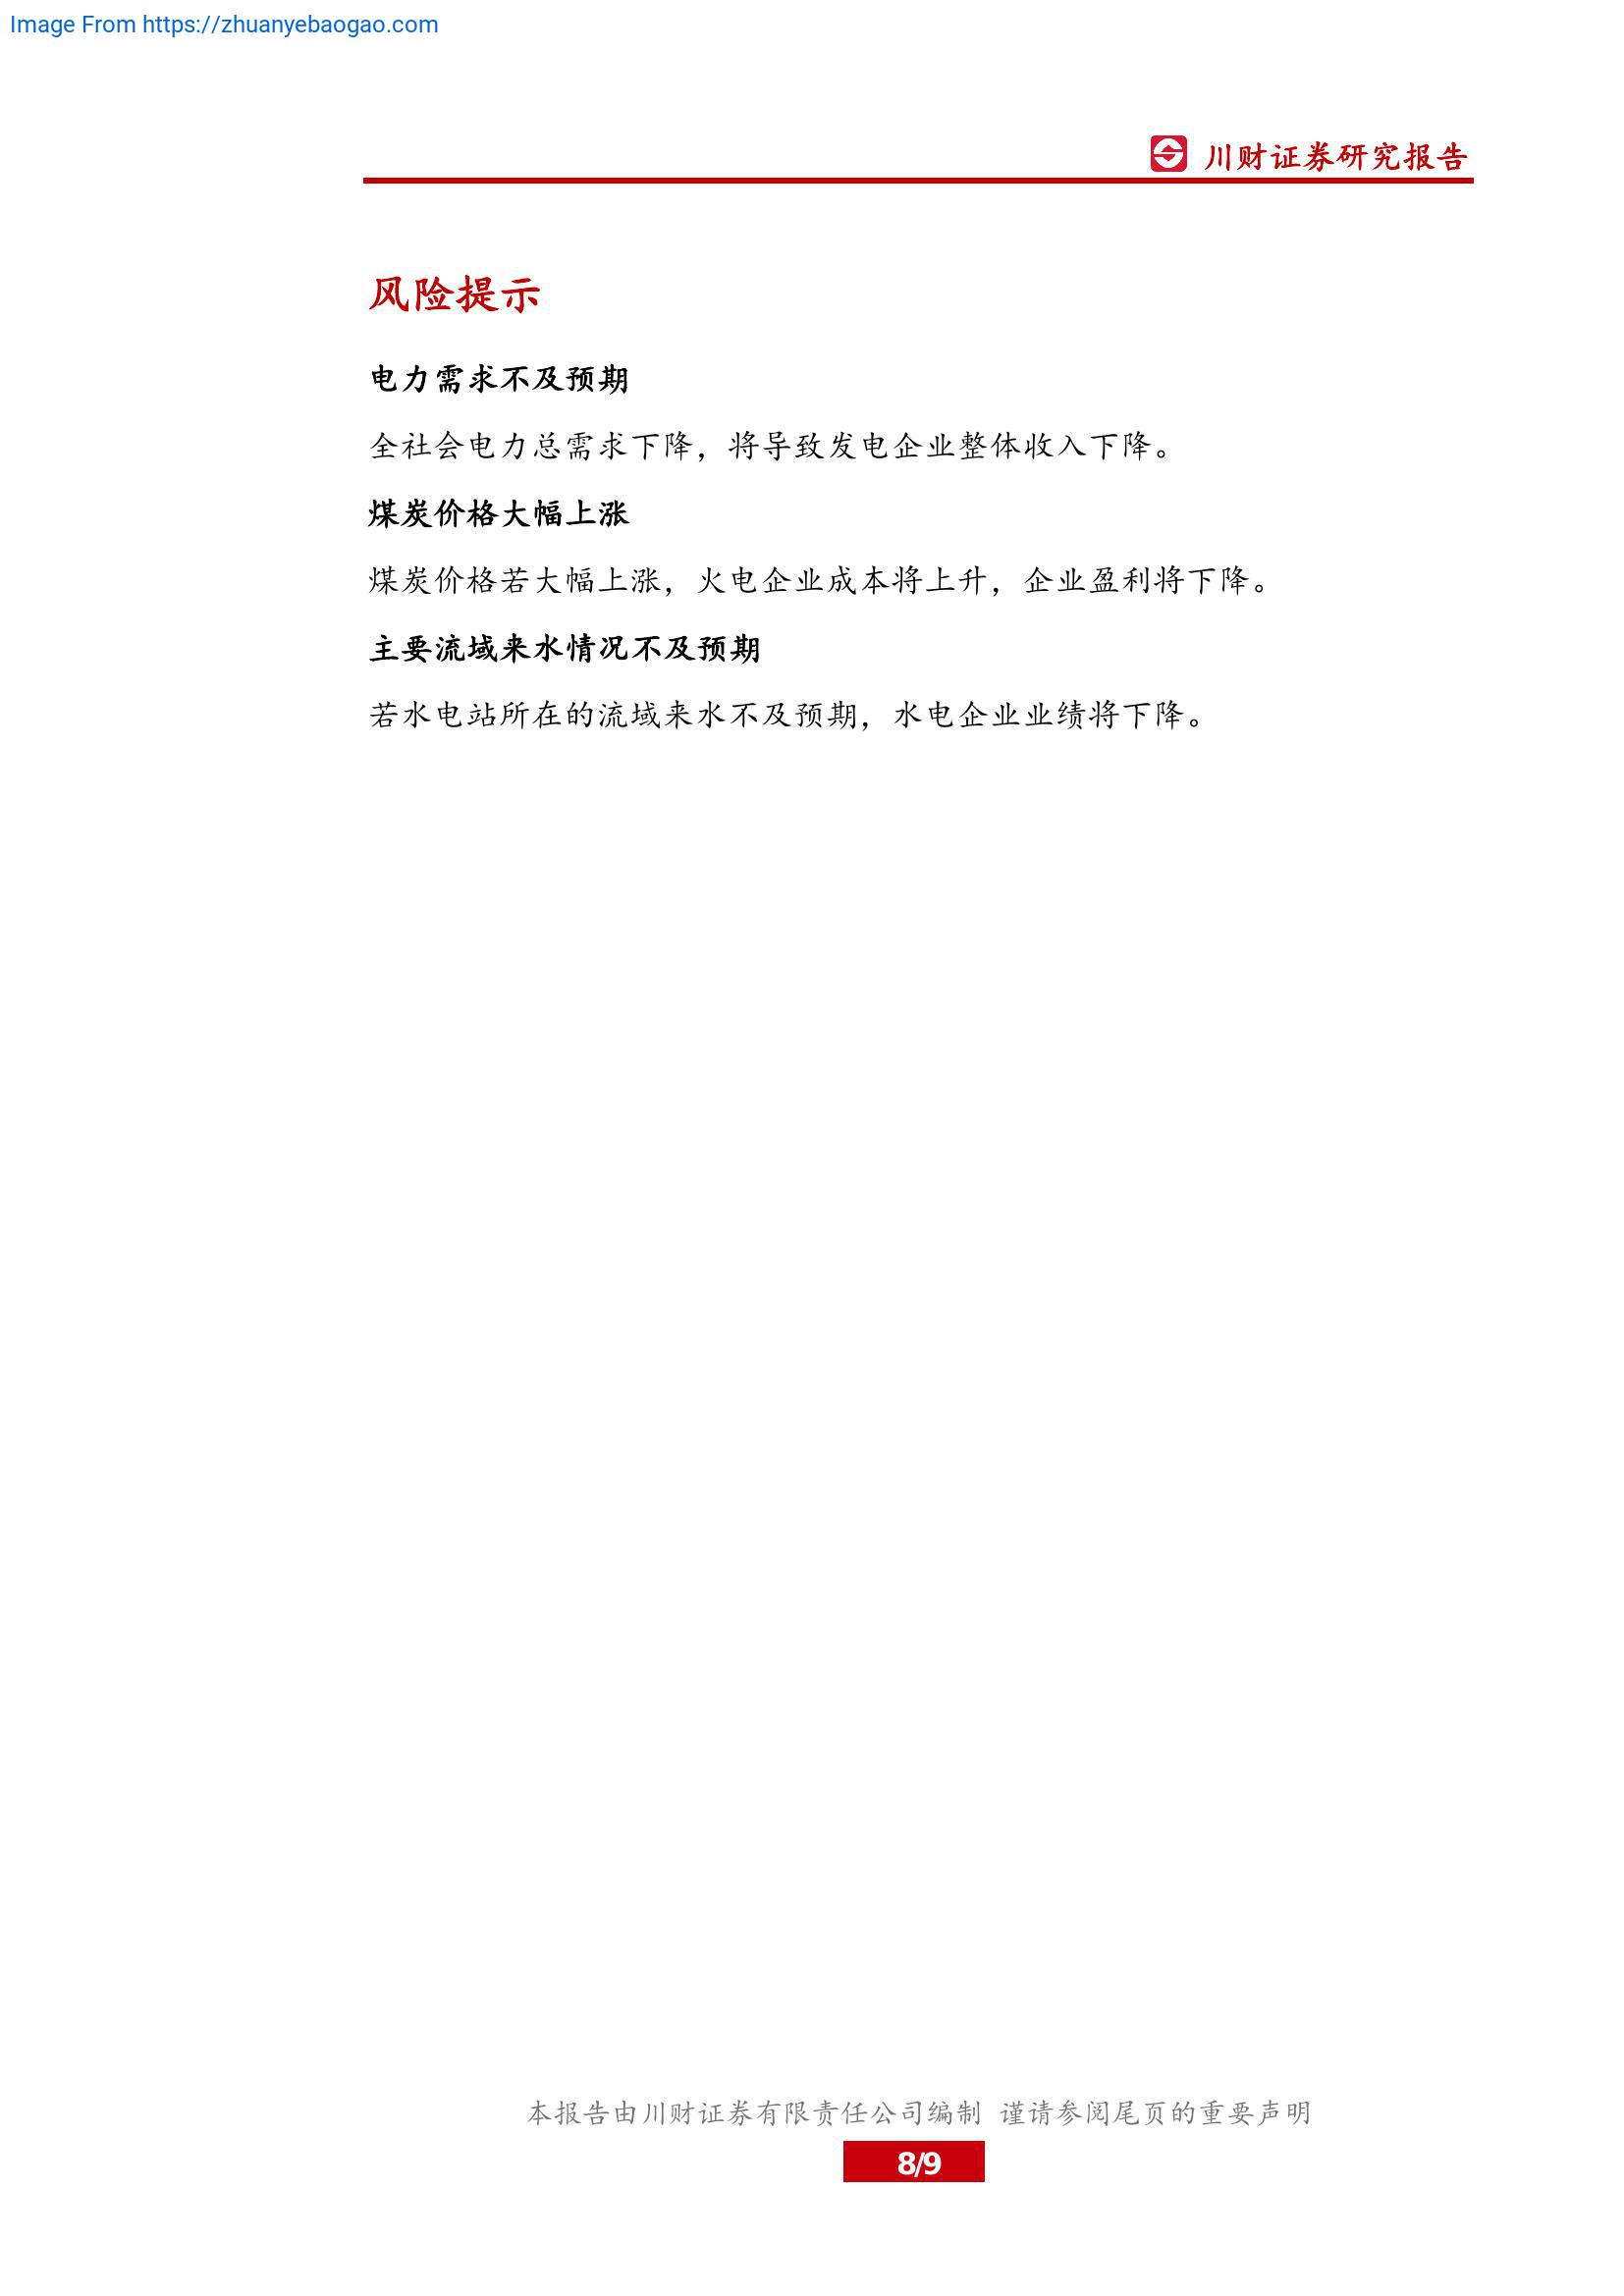 Image From https://zhuanyebaogao.com
川财证券研究报告
风险提示
电力需求不及预期
全社会电力总需求下降，将导致发电企业整体收入下降。
煤炭价格大幅上涨
煤炭价格若大幅上涨，火电企业成本将上升，企业盈利将下降。
主要流域来水情况不及预期
若水电站所在的流域来水不及预期，水电企业业绩将下降。
本报告由川财证券有限责任公司编制 谨请参阅尾页的重要声明
8/9